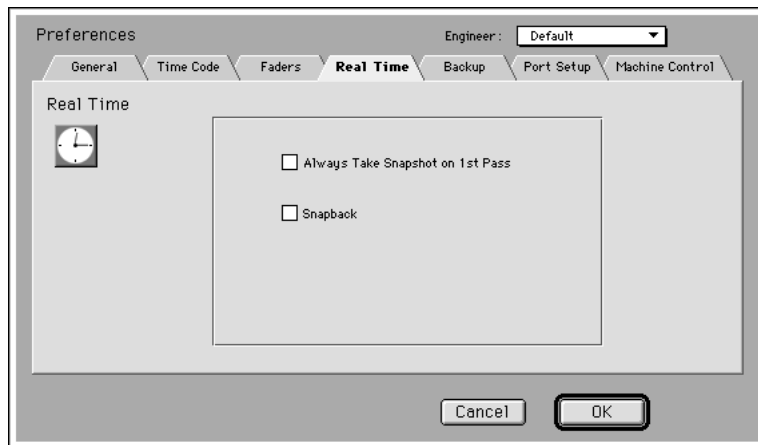 Preferences
Engineer: Default
General Time Code Faders Real Time Backup Port Setup Machine Control
Real Time
Always Take Snapshot on 1st Pass
Snapback
Cancel OK